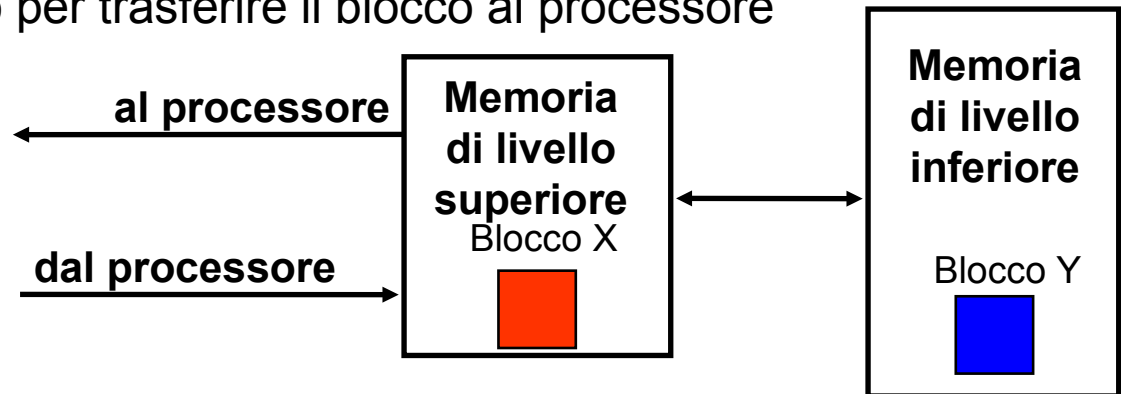 per trasferire il blocco al processore
al processore
Memoria
di livello
superiore
Blocco X
dal processore
Memoria
di livello
inferiore
Blocco Y